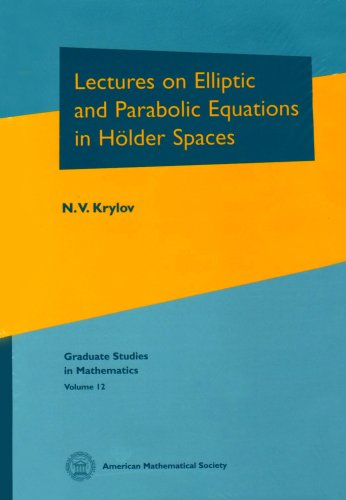 Lectures on Elliptic
and Parabolic Equations
in Hölder Spaces
N.V. Krylov
Graduate Studies
in Mathematics
Volume 12
American Mathematical Society